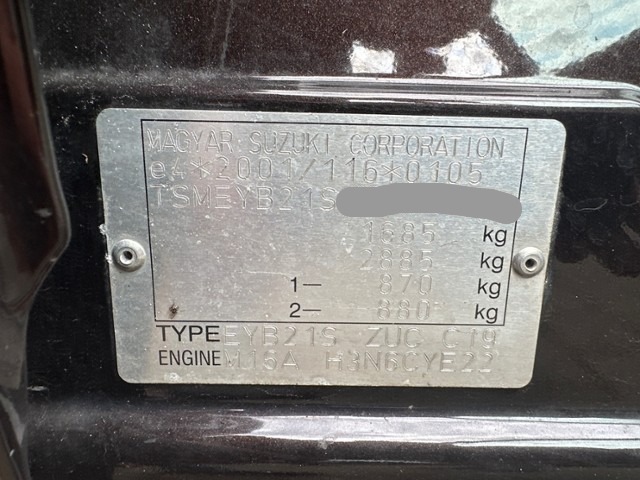 MAGYAR SUZUKI CORPORATION
e4*2001/116*0105
TSMEYB21S
1685 kg
2885 kg
1— 870 kg
2— 880 kg
TYPE EYB21S ZUC C19
ENGINE M15A H3N6CYE22